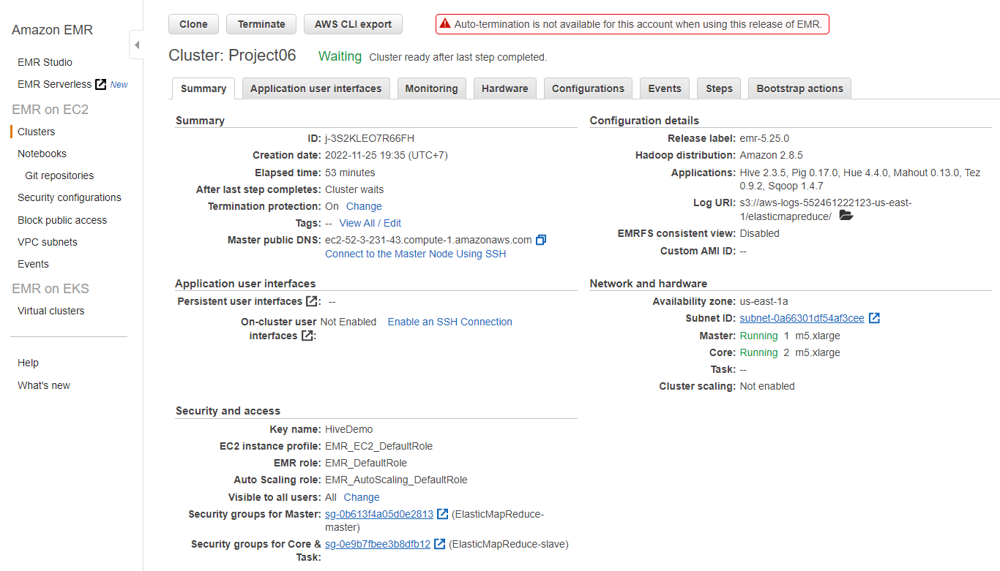 Amazon EMR
EMR Studio
EMR Serverless New
EMR on EC2
Clusters
Notebooks
Git repositories
Security configurations
Block public access
VPC subnets
Events
EMR on EKS
Virtual clusters
Help
What's new
Clone Terminate AWS CLI export Auto-termination is not available for this account when using this release of EMR.
Cluster: Project06 Waiting Cluster ready after last step completed.
Summary Application user interfaces Monitoring Hardware Configurations Events Steps Bootstrap actions
Summary
ID: j-3S2KLEO7R66FH
Creation date: 2022-11-25 19:35 (UTC+7)
Elapsed time: 53 minutes
After last step completes: Cluster waits
Termination protection: On Change
Tags: -- View All / Edit
Master public DNS: ec2-52-3-231-43.compute-1.amazonaws.com
Connect to the Master Node Using SSH
Configuration details
Release label: emr-5.25.0
Hadoop distribution: Amazon 2.8.5
Applications: Hive 2.3.5, Pig 0.17.0, Hue 4.4.0, Mahout 0.13.0, Tez
0.9.2, Sqoop 1.4.7
Log URI: s3://aws-logs-552461222123-us-east-
1/elasticmapreduce/
EMRFS consistent view: Disabled
Custom AMI ID: --
Application user interfaces
Persistent user interfaces : --
On-cluster user Not Enabled Enable an SSH Connection
interfaces :
Network and hardware
Availability zone: us-east-1a
Subnet ID: subnet-0a66301df54af3cee
Master: Running 1 m5.xlarge
Core: Running 2 m5.xlarge
Task: --
Cluster scaling: Not enabled
Security and access
Key name: HiveDemo
EC2 instance profile: EMR_EC2_DefaultRole
EMR role: EMR_DefaultRole
Auto Scaling role: EMR_AutoScaling_DefaultRole
Visible to all users: All Change
Security groups for Master: sg-0b613f4a05d0e2813 (ElasticMapReduce-
master)
Security groups for Core & sg-0e9b7fbee3b8dfb12 (ElasticMapReduce-slave)
Task: